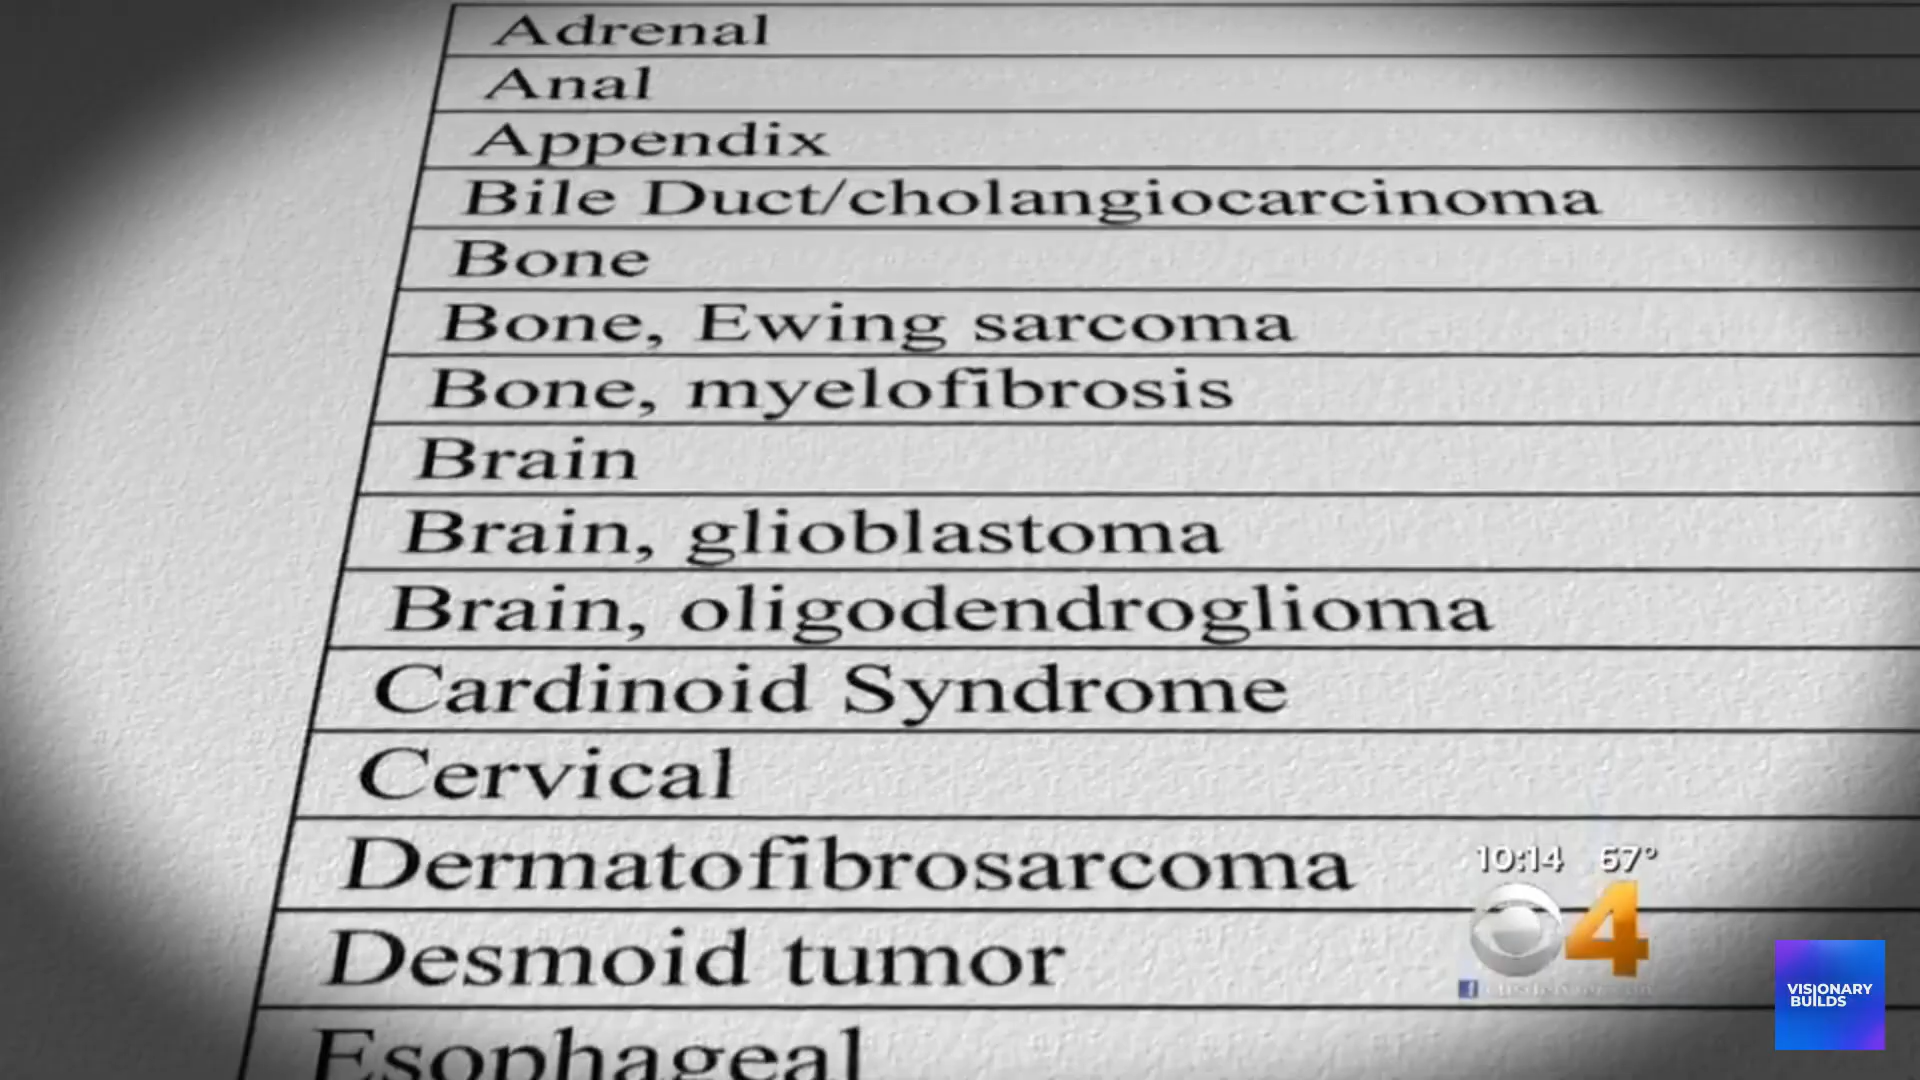 Adrenal
Anal
Appendix
Bile Duct/cholangiocarcinoma
Bone
Bone, Ewing sarcoma
Bone, myelofibrosis
Brain
Brain, glioblastoma
Brain, oligodendroglioma
Cardinoid Syndrome
Cervical
Dermatofibrosarcoma
Desmoid tumor
Esophageal
10:14 67°
4
f
VISIONARY
BUILDS